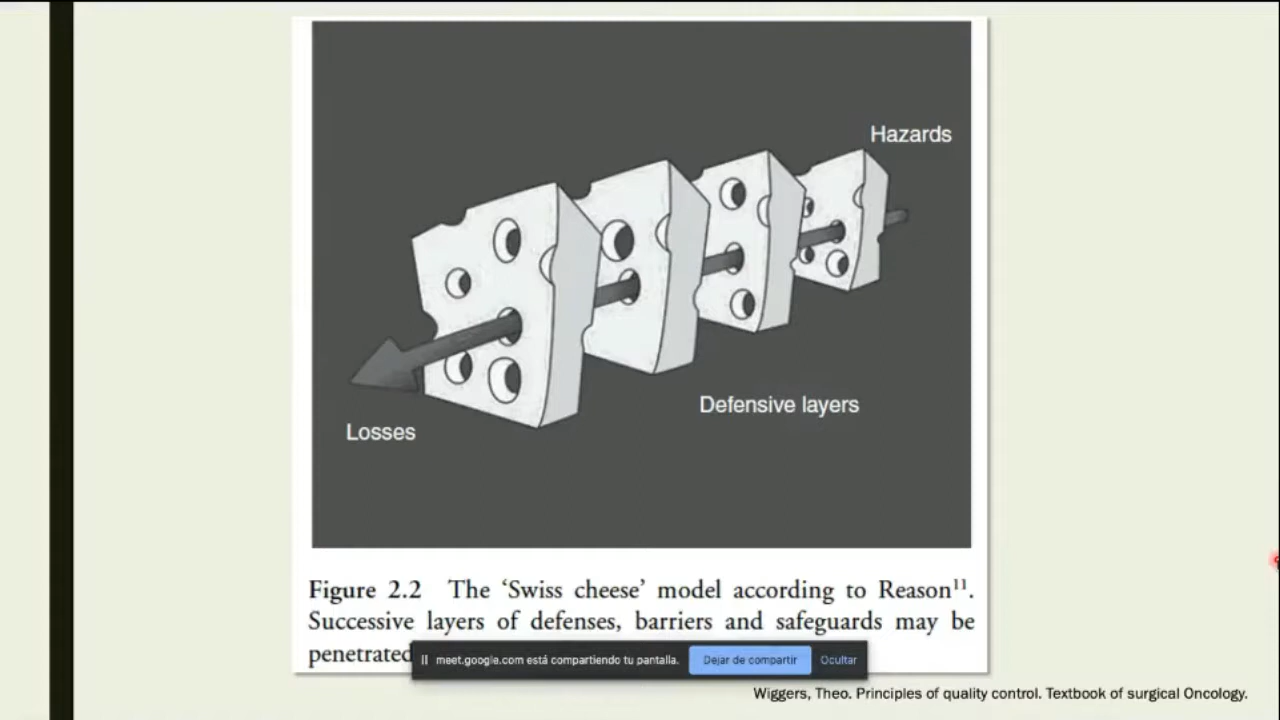 Hazards
Defensive layers
Losses
Figure 2.2 The ‘Swiss cheese’ model according to Reason¹¹.
Successive layers of defenses, barriers and safeguards may be
penetrated
meet.google.com está compartiendo tu pantalla. Dejar de compartir Ocultar
Wiggers, Theo. Principles of quality control. Textbook of surgical Oncology.